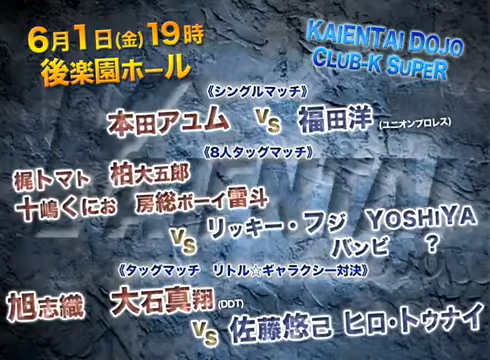 6月1日(金)19時
後楽園ホール
KAIENTAI DOJO
CLUB-K SUPER
《シングルマッチ》
本田アユム VS 福田洋 (ユニオンプロレス)
《8人タッグマッチ》
梶トマト 柏大五郎
十嶋くにお 房総ボーイ雷斗
VS リッキー・フジ YOSHiYA
バンビ ?
《タッグマッチ リトル☆ギャラクシー対決》
旭志織 大石真翔(DDT)
VS 佐藤悠己 ヒロ・トゥナイ